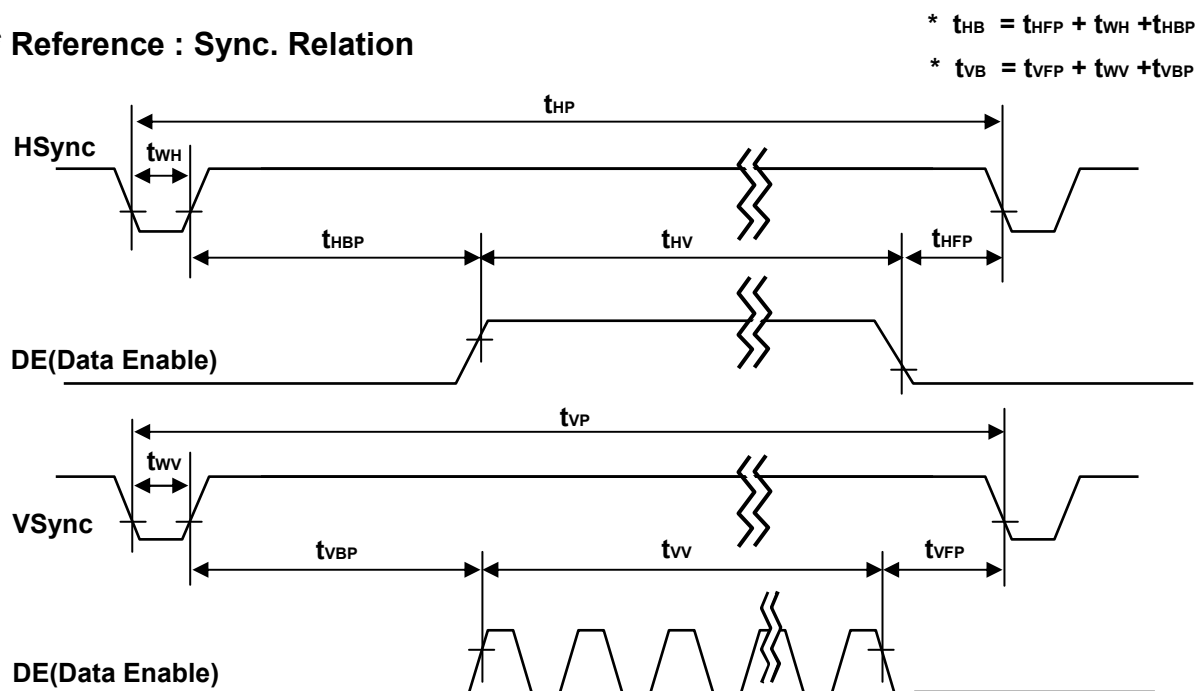 * tHB = tHFP + tWH +tHBP
Reference : Sync. Relation
* tVB = tVFP + tWV +tVBP
tHP
HSync
tWH
tHBP
tHV
tHFP
DE(Data Enable)
tVP
tWV
VSync
tVBP
tVV
tVFP
DE(Data Enable)